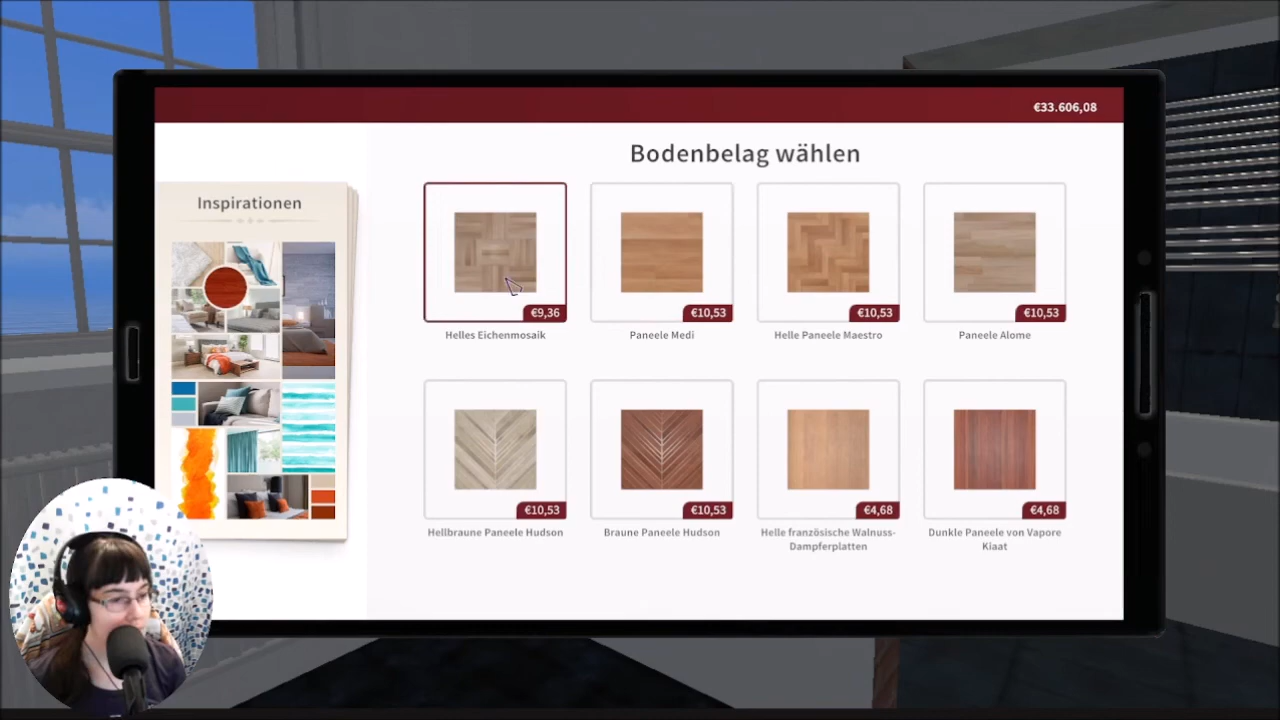 €33.606,08
Bodenbelag wählen
Inspirationen
€9,36
€10,53
€10,53
€10,53
Helles Eichenmosaik
Paneele Medi
Helle Paneele Maestro
Paneele Alome
€10,53
€10,53
€4,68
€4,68
Hellbraune Paneele Hudson
Braune Paneele Hudson
Helle französische Walnuss-
Dampferplatten
Dunkle Paneele von Vapore
Kiaat